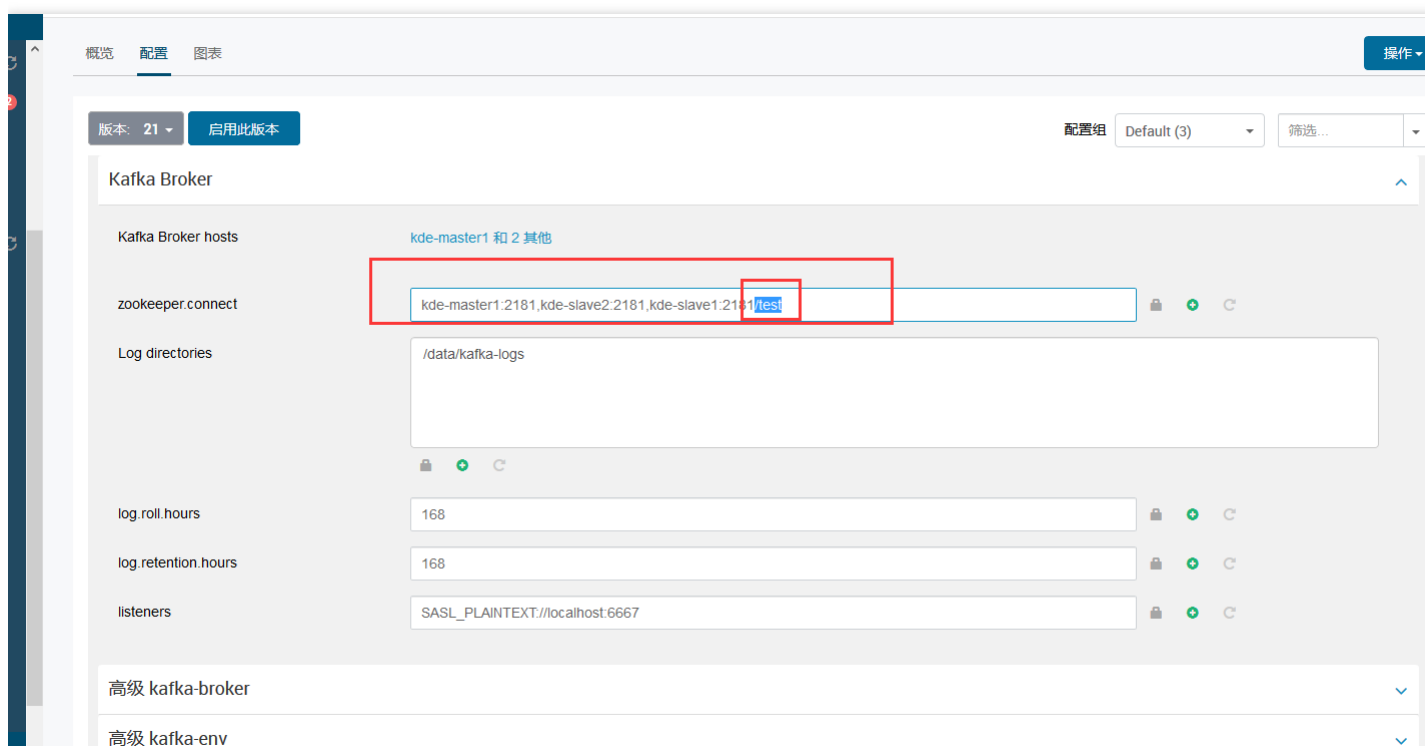 概览 配置 图表 操作
2
版本: 21 启用此版本 配置组 Default (3) 筛选...
Kafka Broker
Kafka Broker hosts kde-master1 和 2 其他
zookeeper.connect kde-master1:2181,kde-slave2:2181,kde-slave1:2181/test
Log directories /data/kafka-logs
log.roll.hours 168
log.retention.hours 168
listeners SASL_PLAINTEXT://localhost:6667
高级 kafka-broker
高级 kafka-env